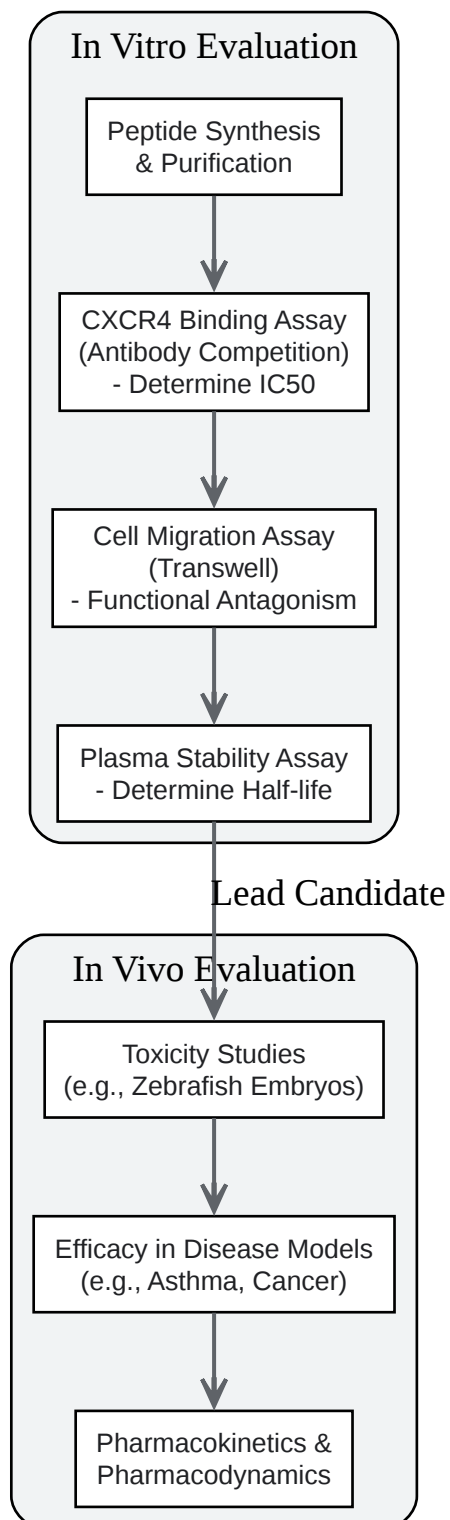 In Vitro Evaluation
Peptide Synthesis
& Purification
CXCR4 Binding Assay
(Antibody Competition)
- Determine IC50
Cell Migration Assay
(Transwell)
- Functional Antagonism
Plasma Stability Assay
- Determine Half-life
Lead Candidate
In Vivo Evaluation
Toxicity Studies
(e.g., Zebrafish Embryos)
Efficacy in Disease Models
(e.g., Asthma, Cancer)
Pharmacokinetics &
Pharmacodynamics